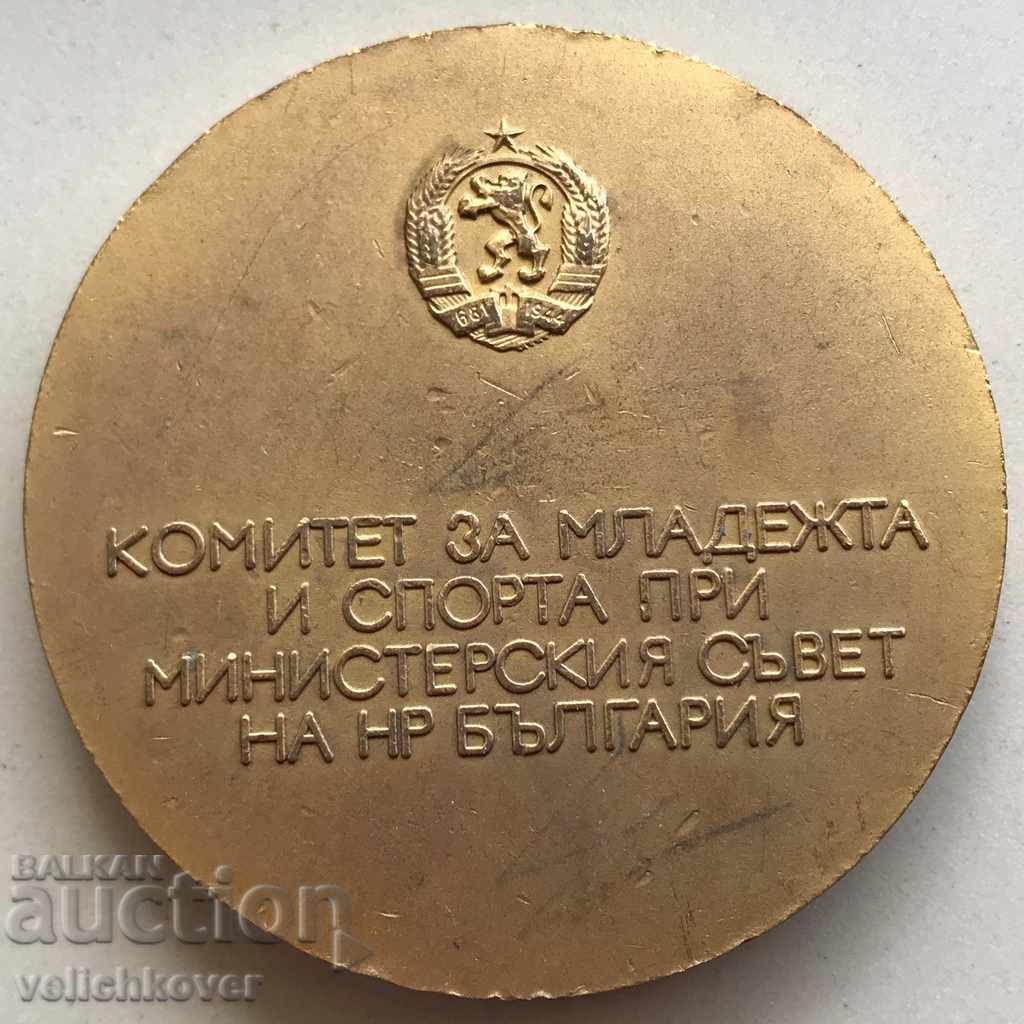 681 1944
КОМИТЕТ ЗА МЛАДЕЖТА
И СПОРТА ПРИ
МИНИСТЕРСКИЯ СЪВЕТ
НА НР БЪЛГАРИЯ
BALKAN
auction
velichkover